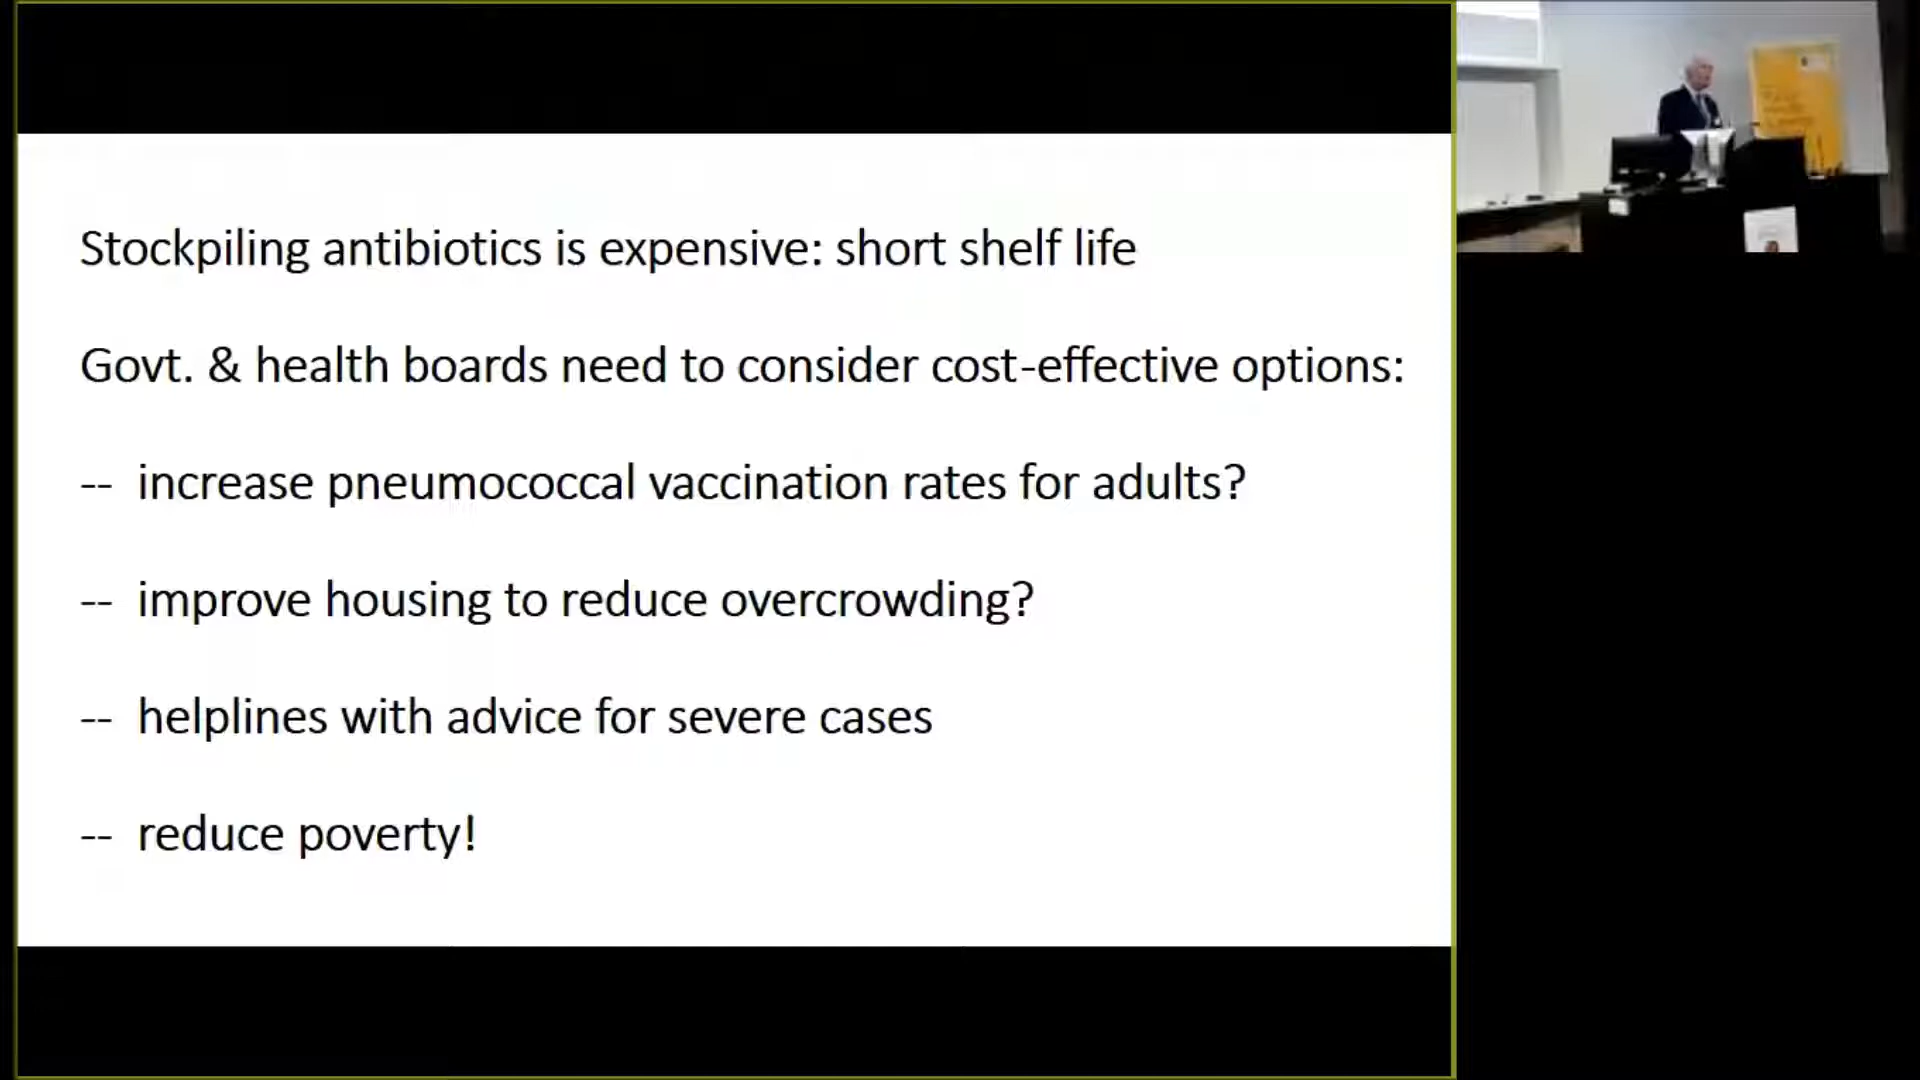 Stockpiling antibiotics is expensive: short shelf life
Govt. & health boards need to consider cost-effective options:
-- increase pneumococcal vaccination rates for adults?
-- improve housing to reduce overcrowding?
-- helplines with advice for severe cases
-- reduce poverty!